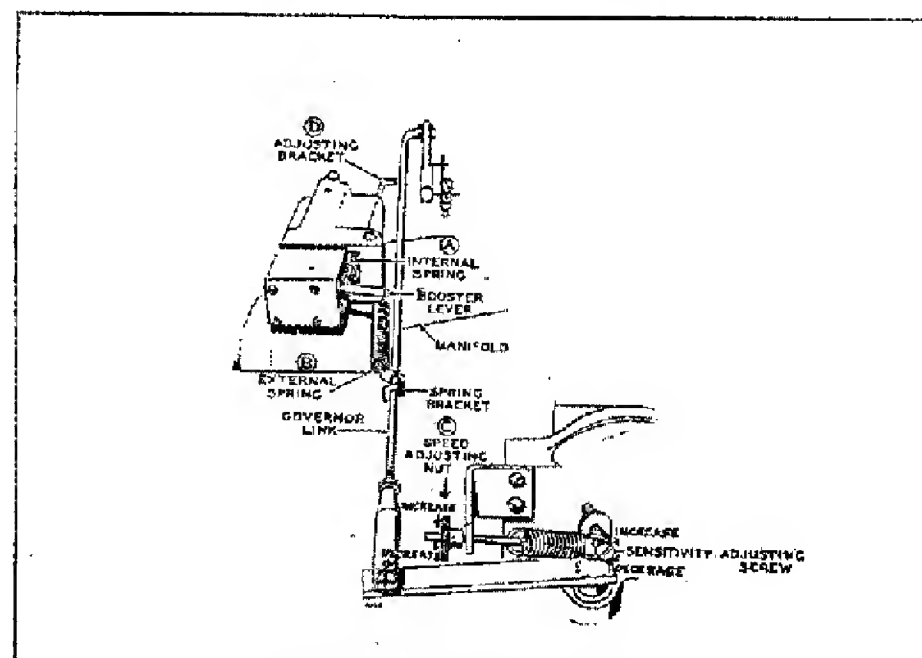 D
ADJUSTING
BRACKET
A
INTERNAL
SPRING
BOOSTER
LEVER
MANIFOLD
B
EXTERNAL
SPRING
SPRING
BRACKET
GOVERNOR
LINK
C
SPEED
ADJUSTING
NUT
INCREASE
INCREASE
DECREASE
SENSITIVITY ADJUSTING
SCREW
DECREASE